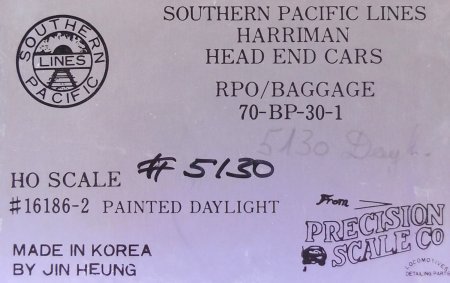 SOUTHERN PACIFIC LINES
HARRIMAN
HEAD END CARS
RPO/BAGGAGE
70-BP-30-1
SOUTHERN
LINES
PACIFIC
5130 Dayl.
# 5130
HO SCALE
#16186-2 PAINTED DAYLIGHT
From
PRECISION
SCALE CO
LOCOMOTIVES
DETAILING PARTS
MADE IN KOREA
BY JIN HEUNG